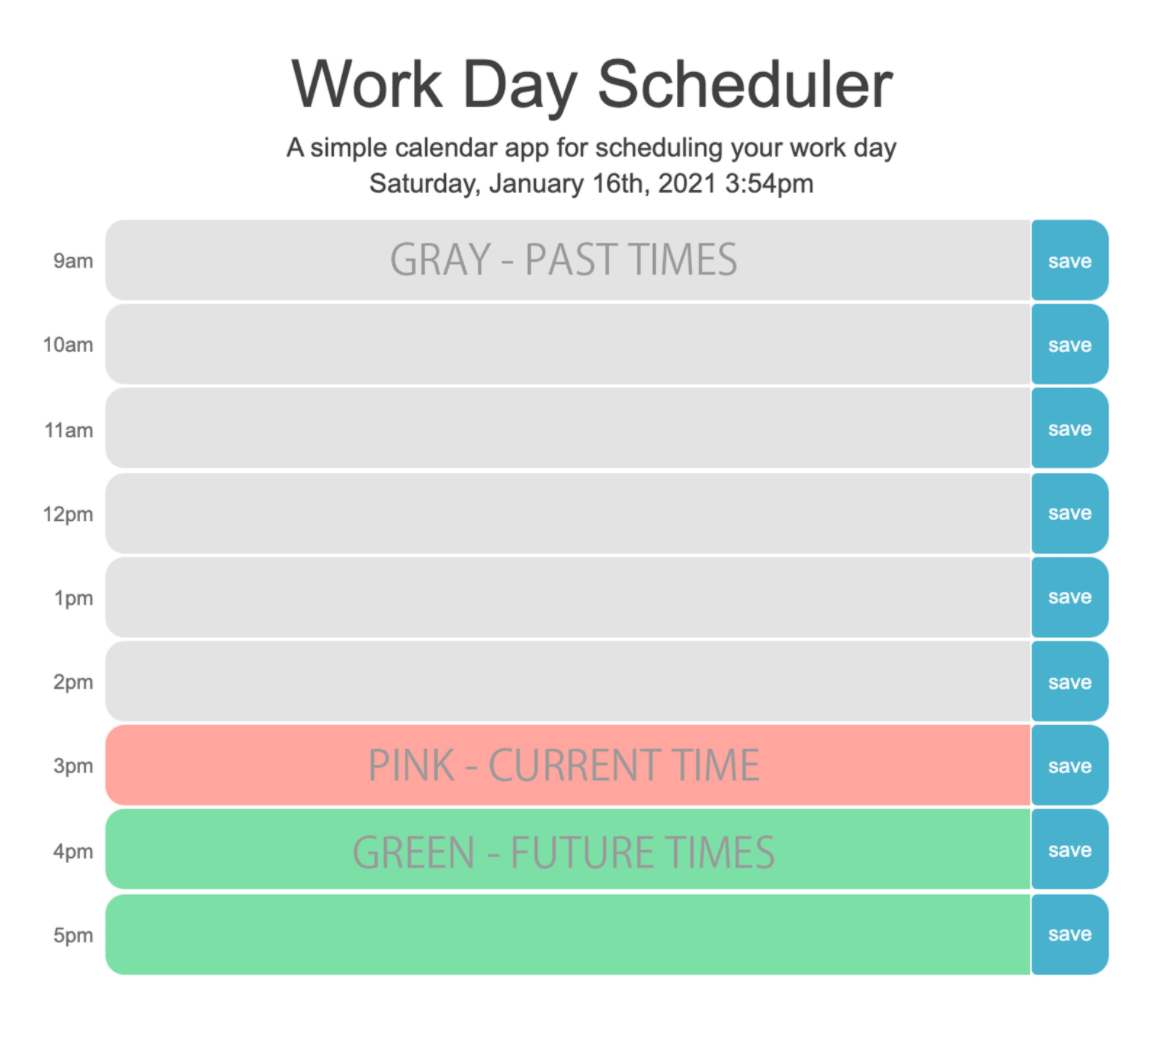 Work Day Scheduler
A simple calendar app for scheduling your work day
Saturday, January 16th, 2021 3:54pm
9am GRAY - PAST TIMES save
10am save
11am save
12pm save
1pm save
2pm save
3pm PINK - CURRENT TIME save
4pm GREEN - FUTURE TIMES save
5pm save